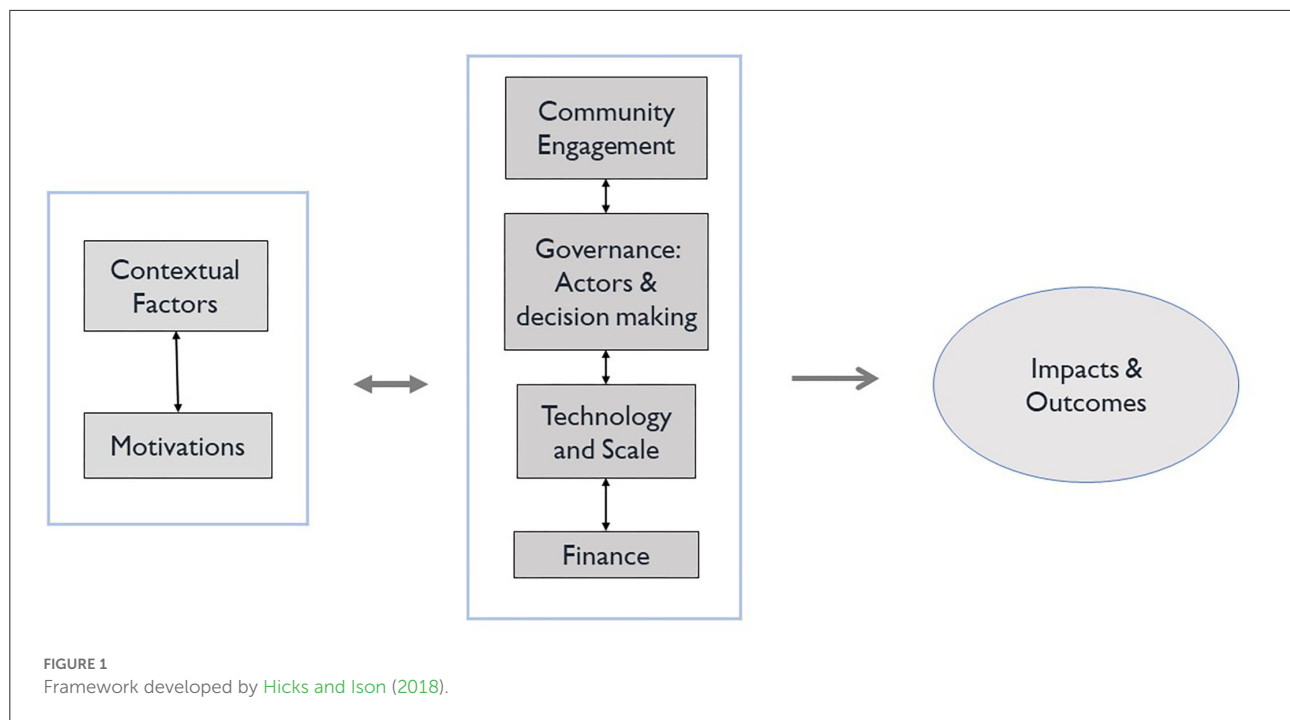 Contextual
Factors
Motivations
Community
Engagement
Governance:
Actors &
decision making
Technology
and Scale
Finance
Impacts &
Outcomes
FIGURE 1
Framework developed by Hicks and Ison (2018).